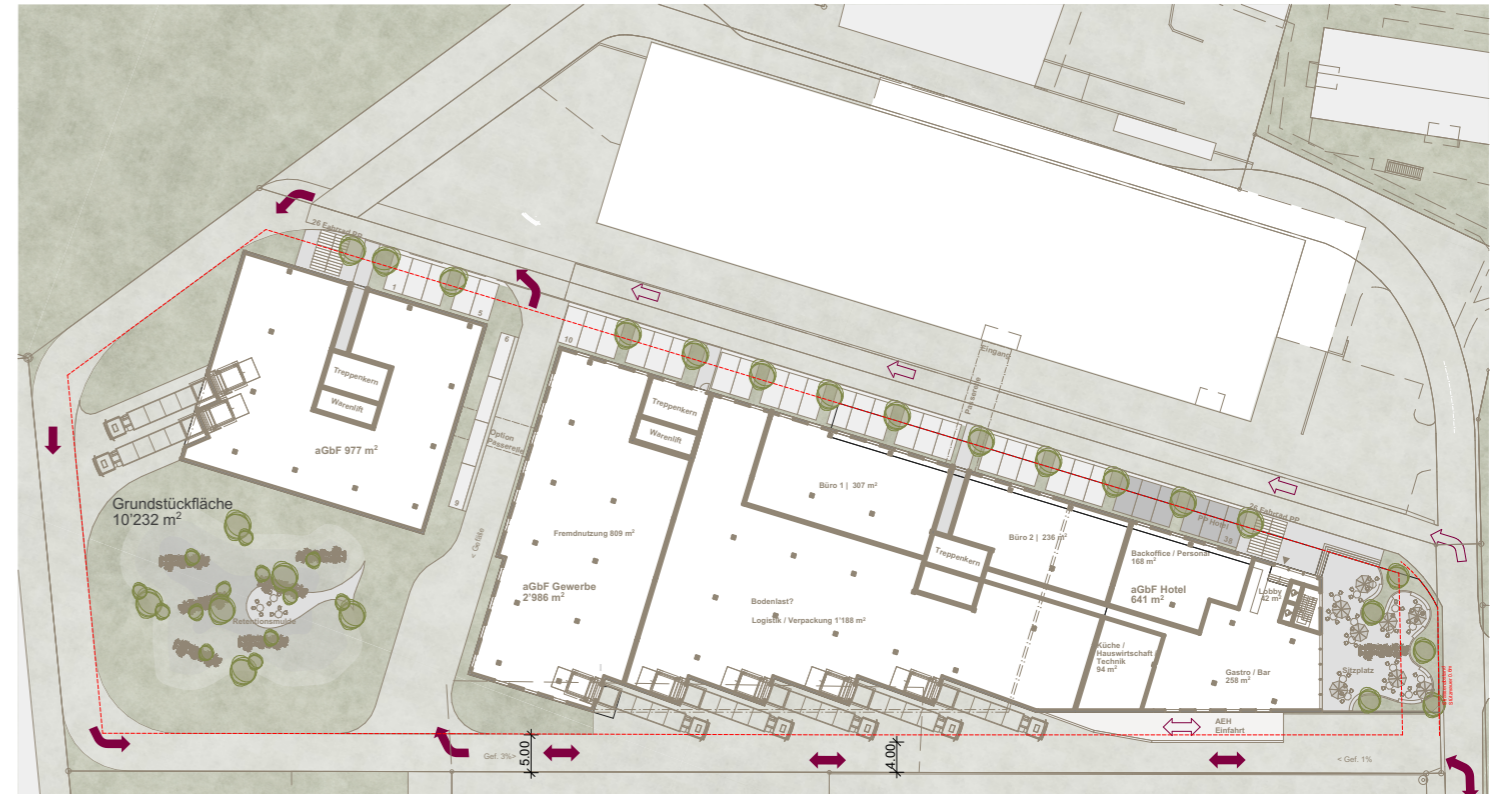 26 Fahrrad PP
1
5
6
9
10
Treppenkern
Warenlift
aGbF 977 m²
Option
Passerelle
Grundstückfläche
10'232 m²
Retentionsmulde
< Gefälle
Treppenkern
Warenlift
Fremdnutzung 809 m²
aGbF Gewerbe
2'986 m²
Eingang
Passerelle
Büro 1 | 307 m²
Büro 2 | 236 m²
Treppenkern
Bodenlast?
Logistik / Verpackung 1'188 m²
PP Hotel
38
26 Fahrrad PP
Backoffice / Personal
168 m²
aGbF Hotel
641 m²
Lobby
42 m²
Küche /
Hauswirtschaft /
Technik
94 m²
Gastro / Bar
258 m²
Sitzplatz
AEH
Einfahrt
Gef. 3%>
5.00
4.00
< Gef. 1%